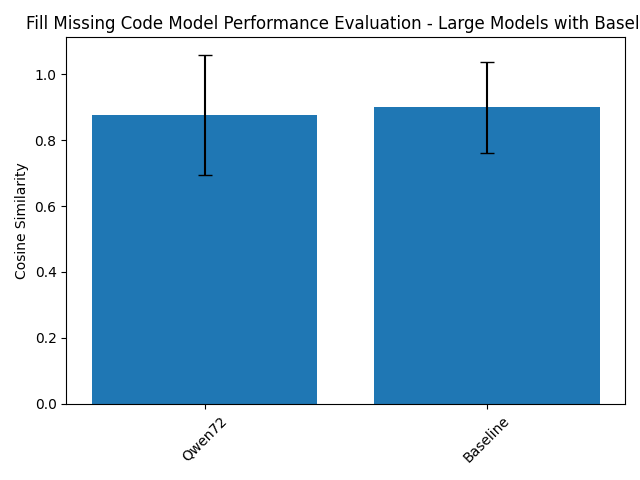 Fill Missing Code Model Performance Evaluation - Large Models with Basel
1.0
0.8
0.6
0.4
0.2
0.0
Cosine Similarity
Qwen72
Baseline